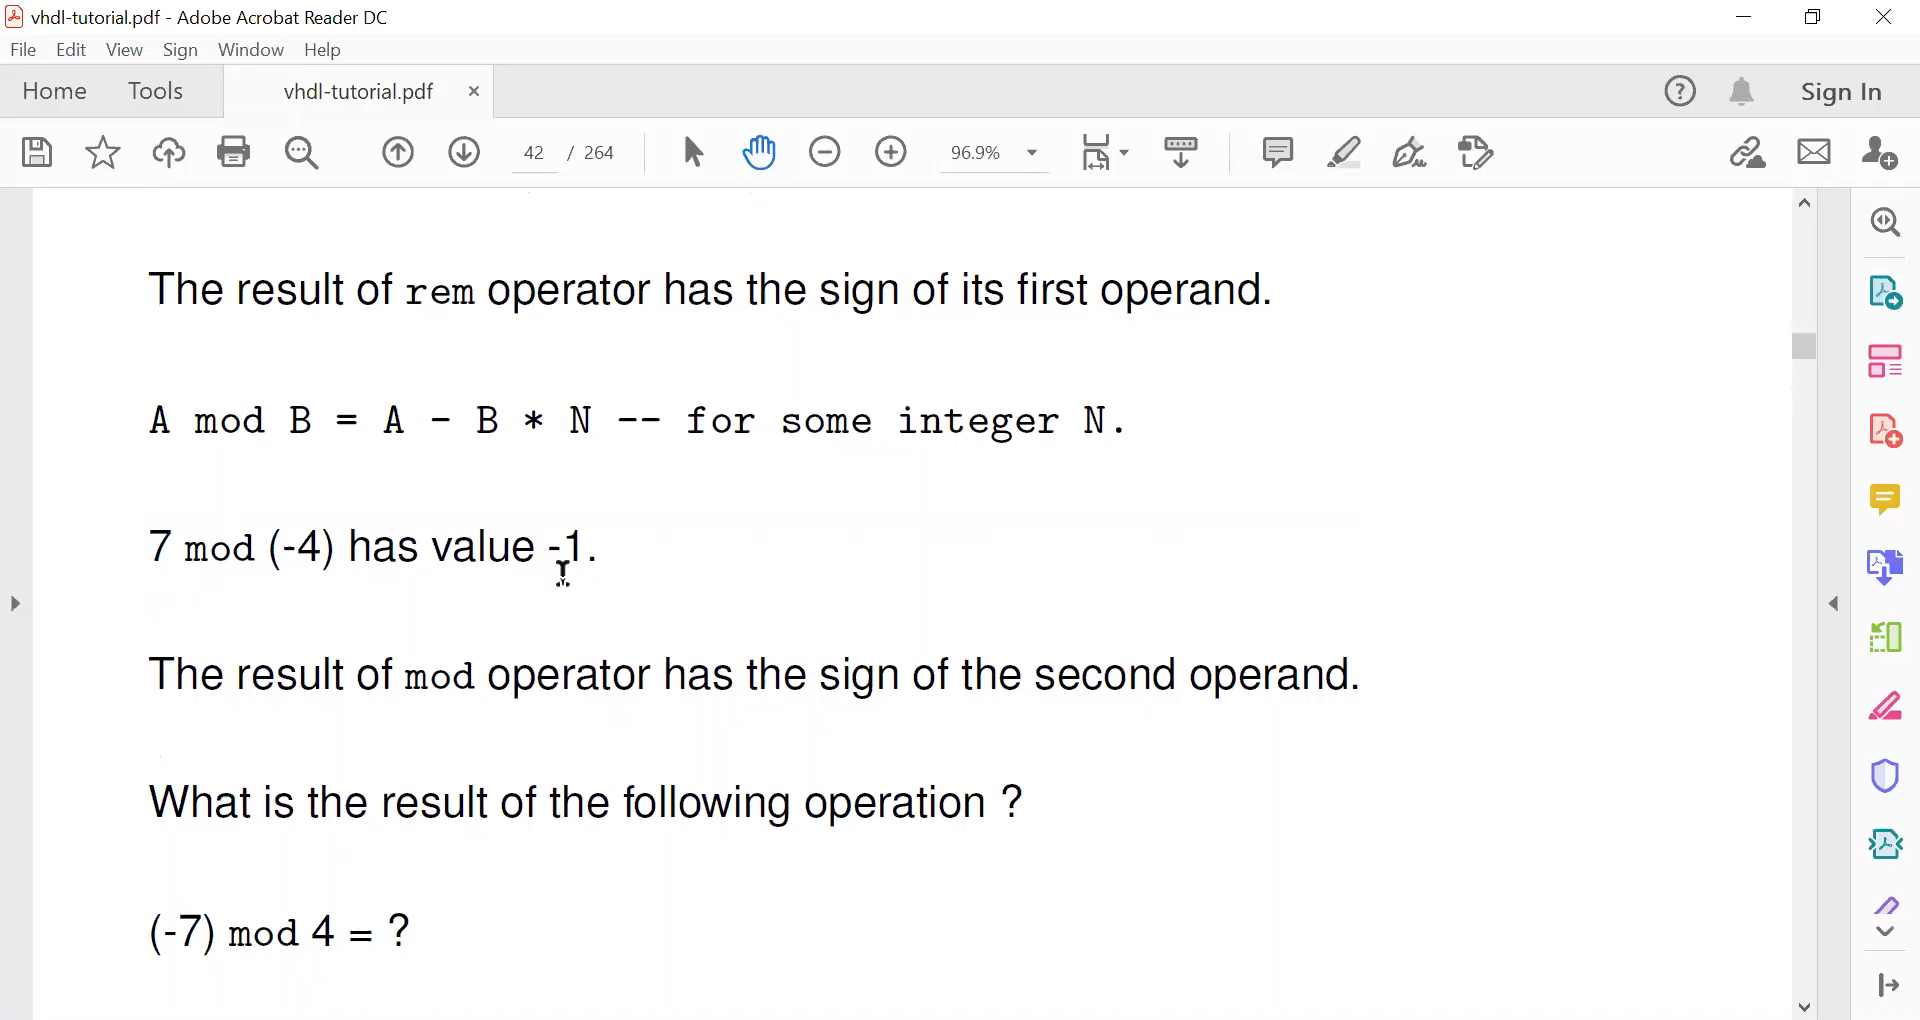 vhdl-tutorial.pdf - Adobe Acrobat Reader DC
File Edit View Sign Window Help
Home Tools vhdl-tutorial.pdf Sign In
42 / 264 96.9%
The result of rem operator has the sign of its first operand.
A mod B = A - B * N -- for some integer N.
7 mod (-4) has value -1.
The result of mod operator has the sign of the second operand.
What is the result of the following operation ?
(-7) mod 4 = ?